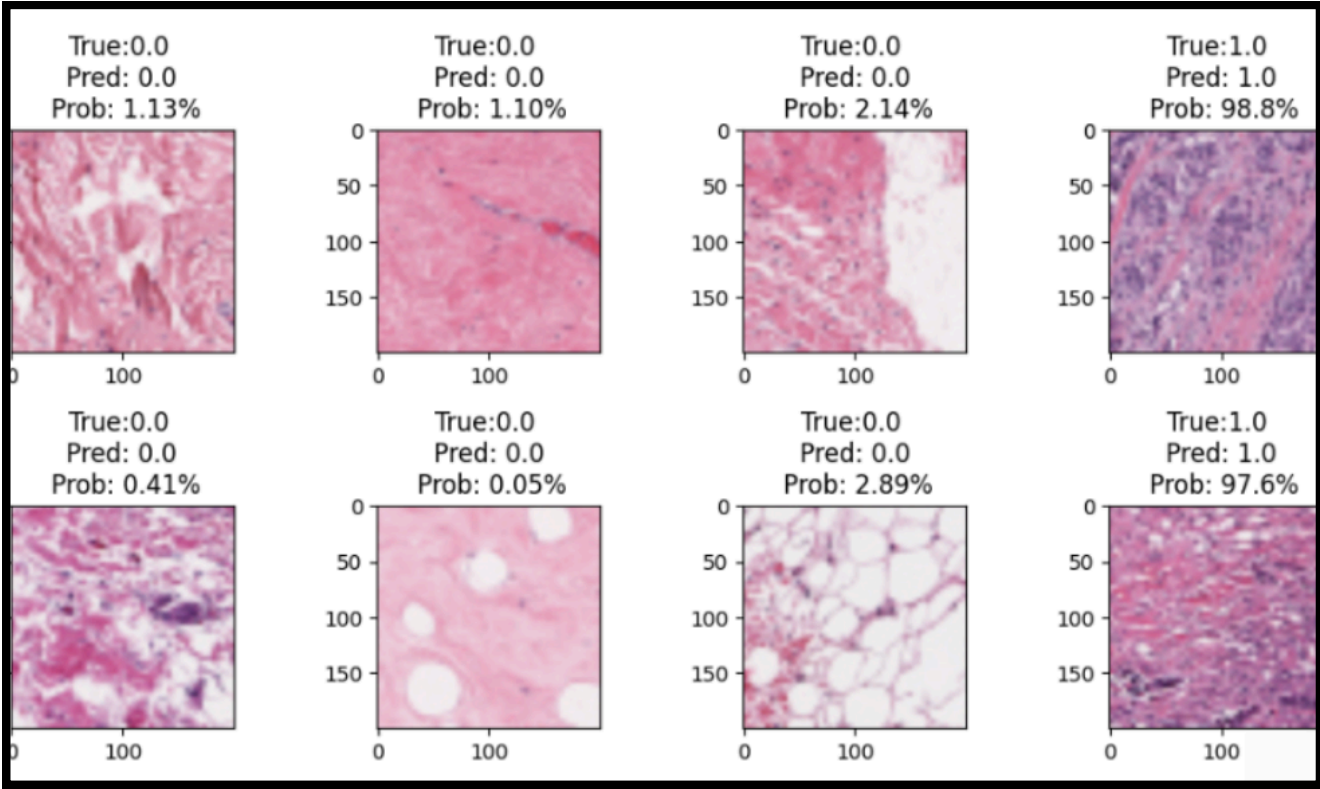 True:0.0
Pred: 0.0
Prob: 1.13%
True:0.0
Pred: 0.0
Prob: 1.10%
True:0.0
Pred: 0.0
Prob: 2.14%
True:1.0
Pred: 1.0
Prob: 98.8%
0
50
100
150
0
50
100
150
0
50
100
150
0
100
0
100
0
100
0
100
True:0.0
Pred: 0.0
Prob: 0.41%
True:0.0
Pred: 0.0
Prob: 0.05%
True:0.0
Pred: 0.0
Prob: 2.89%
True:1.0
Pred: 1.0
Prob: 97.6%
0
50
100
150
0
50
100
150
0
50
100
150
0
100
0
100
0
100
0
100